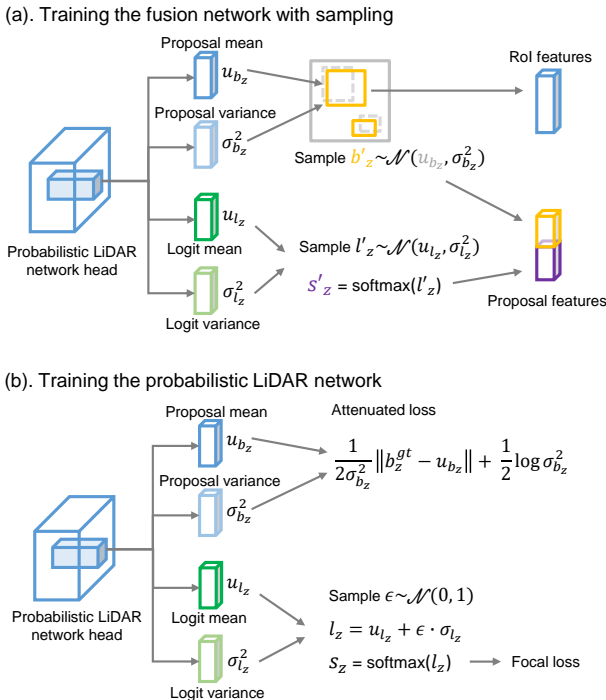 (a). Training the fusion network with sampling
Proposal mean
u_{b_z}
RoI features
Proposal variance
σ²_{b_z}
Sample b'_z~𝒩(u_{b_z}, σ²_{b_z})
u_{l_z}
Logit mean
Sample l'_z~𝒩(u_{l_z}, σ²_{l_z})
Probabilistic LiDAR
network head
σ²_{l_z}
s'_z = softmax(l'_z)
Proposal features
Logit variance
(b). Training the probabilistic LiDAR network
Proposal mean
Attenuated loss
u_{b_z}
1/(2σ²_{b_z}) ‖b_z^{gt} − u_{b_z}‖ + 1/2 log σ²_{b_z}
Proposal variance
σ²_{b_z}
u_{l_z}
Sample ϵ~𝒩(0, 1)
Logit mean
l_z = u_{l_z} + ϵ · σ_{l_z}
Probabilistic LiDAR
network head
σ²_{l_z}
s_z = softmax(l_z)
Focal loss
Logit variance